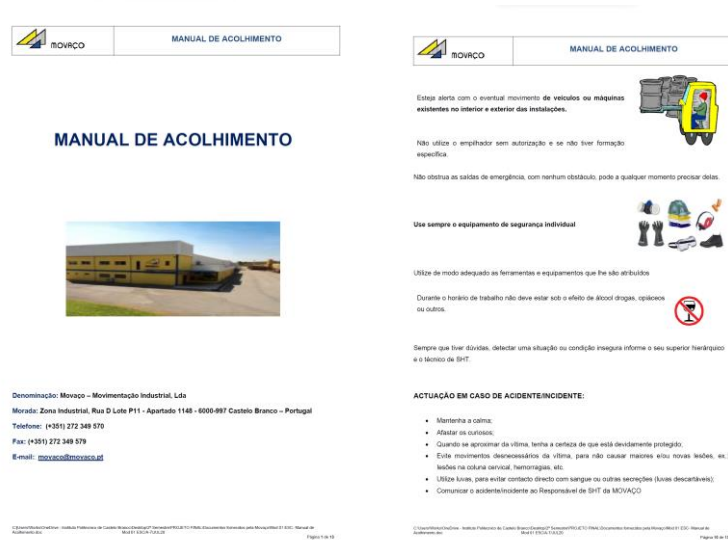 MOVAÇO
MANUAL DE ACOLHIMENTO
MANUAL DE ACOLHIMENTO
Denominação: Movaço – Movimentação Industrial, Lda
Morada: Zona Industrial, Rua D Lote P11 - Apartado 1148 - 6000-997 Castelo Branco – Portugal
Telefone: (+351) 272 349 570
Fax: (+351) 272 349 579
E-mail: movaco@movaco.pt
Página 1 de
MOVAÇO
MANUAL DE ACOLHIMENTO
Esteja alerta com o eventual movimento de veículos ou máquinas
existentes no interior e exterior das instalações.
Não utilize o empilhador sem autorização e se não tiver formação
específica.
Não obstrua as saídas de emergência, com nenhum obstáculo, pode a qualquer momento precisar delas.
Use sempre o equipamento de segurança individual
Utilize de modo adequado as ferramentas e equipamentos que lhe são atribuídos
Durante o horário de trabalho não deve estar sob o efeito de álcool drogas, opiáceos
ou outros.
Sempre que tiver dúvidas, detectar uma situação ou condição insegura informe o seu superior hierárquico
e o técnico de SHT.
ACTUAÇÃO EM CASO DE ACIDENTE/INCIDENTE:
• Mantenha a calma;
• Afastar os curiosos;
• Quando se aproximar da vítima, tenha a certeza de que está devidamente protegido;
• Evite movimentos desnecessários da vítima, para não causar maiores e/ou novas lesões, ex.
lesões na coluna cervical, hemorragias, etc.
• Utilize luvas, para evitar contacto directo com sangue ou outras secreções (luvas descartáveis);
• Comunicar o acidente/incidente ao Responsável de SHT da MOVAÇO